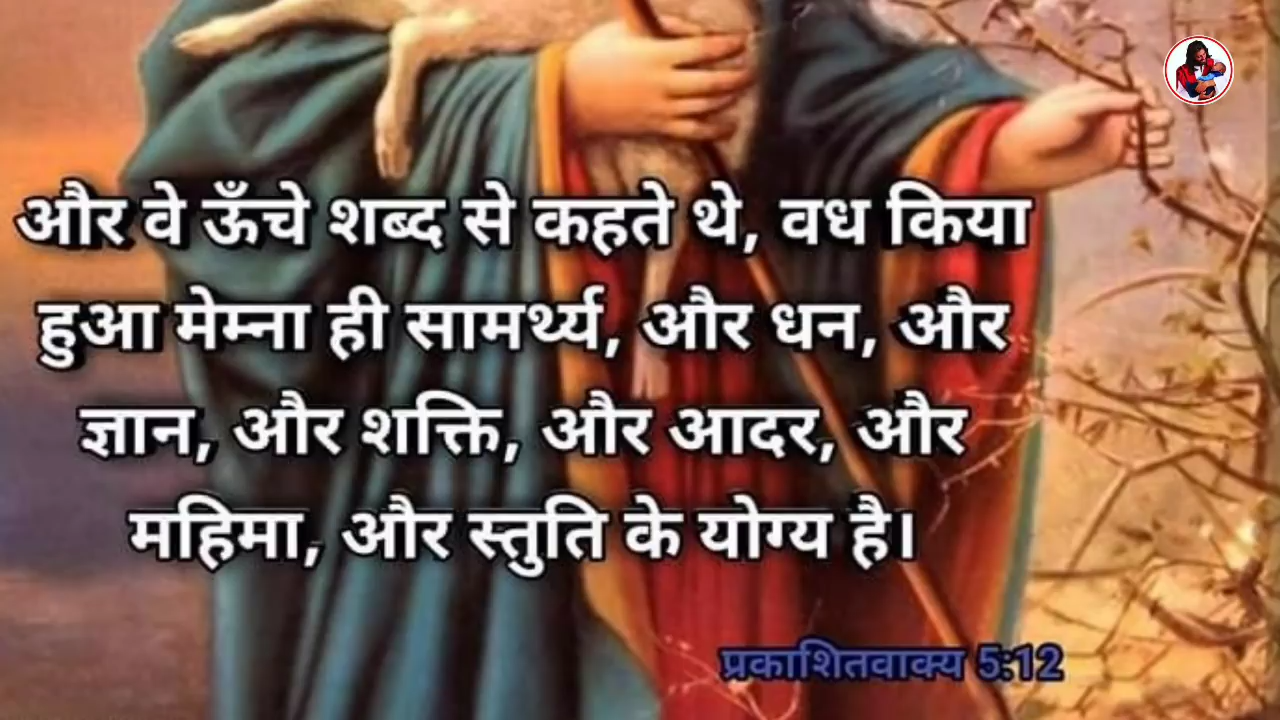 और वे ऊँचे शब्द से कहते थे, वध किया
हुआ मेम्ना ही सामर्थ्य, और धन, और
ज्ञान, और शक्ति, और आदर, और
महिमा, और स्तुति के योग्य है।
प्रकाशितवाक्य 5:12